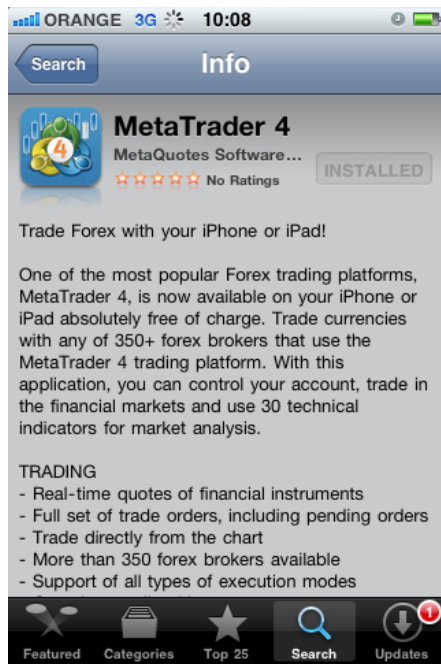 ORANGE 3G 10:08
Search Info
MetaTrader 4
4
MetaQuotes Software...
No Ratings INSTALLED
Trade Forex with your iPhone or iPad!
One of the most popular Forex trading platforms,
MetaTrader 4, is now available on your iPhone or
iPad absolutely free of charge. Trade currencies
with any of 350+ forex brokers that use the
MetaTrader 4 trading platform. With this
application, you can control your account, trade in
the financial markets and use 30 technical
indicators for market analysis.
TRADING
- Real-time quotes of financial instruments
- Full set of trade orders, including pending orders
- Trade directly from the chart
- More than 350 forex brokers available
- Support of all types of execution modes
1
Featured Categories Top 25 Search Updates